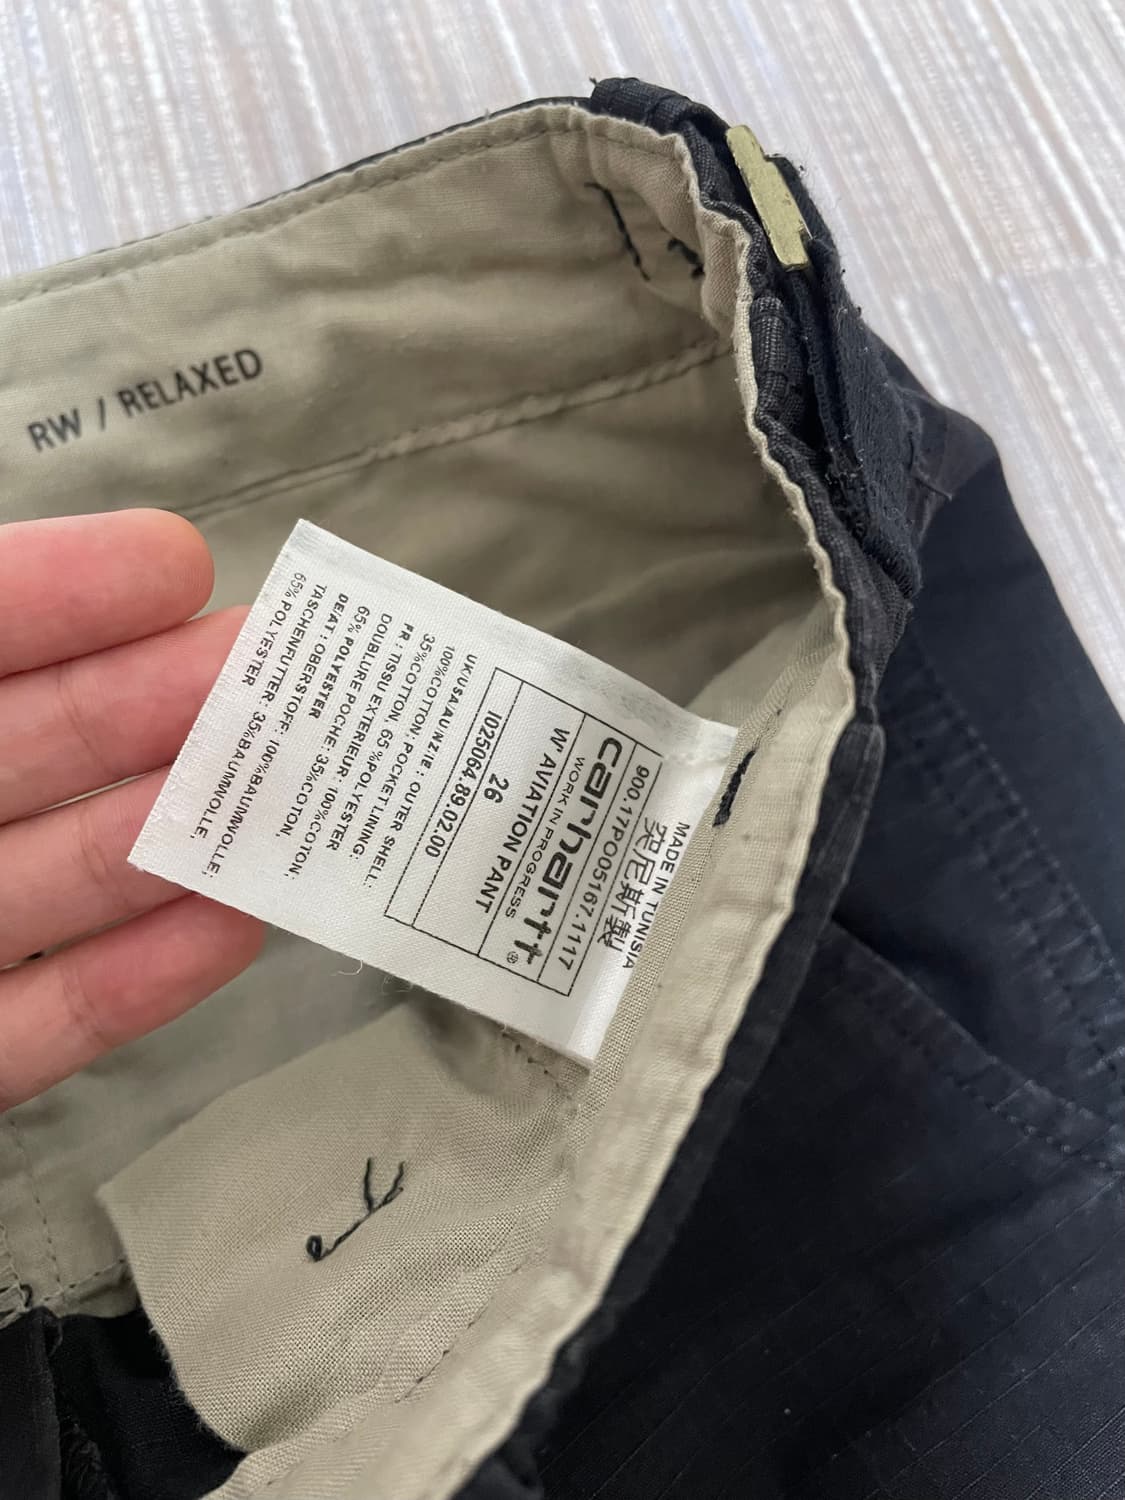 RW / RELAXED
MADE IN TUNISIA
突尼斯製
900.17PO05167.1117
carhartt®
WORK IN PROGRESS
W' AVIATION PANT
26
I025064.89.02.00
UK/USA/AU/NZ/IE : OUTER SHELL:
100%COTTON; POCKET LINING:
35%COTTON, 65%POLYESTER
FR : TISSU EXTERIEUR: 100%COTON;
DOUBLURE POCHE: 35%COTON,
65% POLYESTER
DE/AT : OBERSTOFF: 100%BAUMWOLLE;
TASCHENFUTTER: 35%BAUMWOLLE,
65% POLYESTER